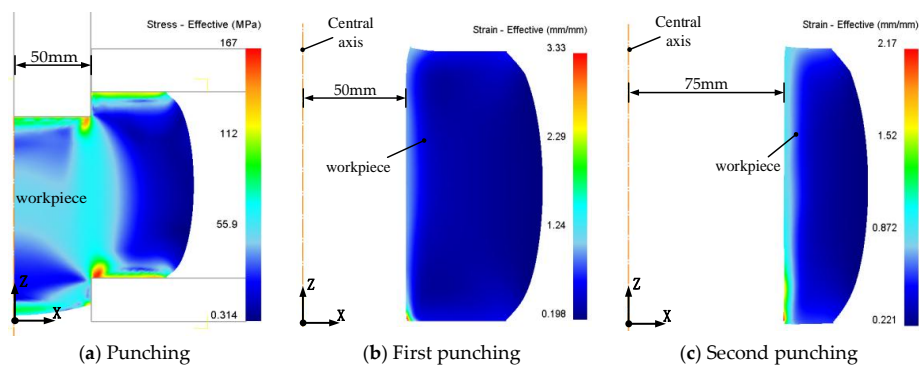 Stress - Effective (MPa)
167
112
55.9
0.314
50mm
workpiece
Z
X
(a) Punching
Central
axis
Strain - Effective (mm/mm)
3.33
2.29
1.24
0.198
50mm
workpiece
Z
X
(b) First punching
Central
axis
Strain - Effective (mm/mm)
2.17
1.52
0.872
0.221
75mm
workpiece
Z
X
(c) Second punching